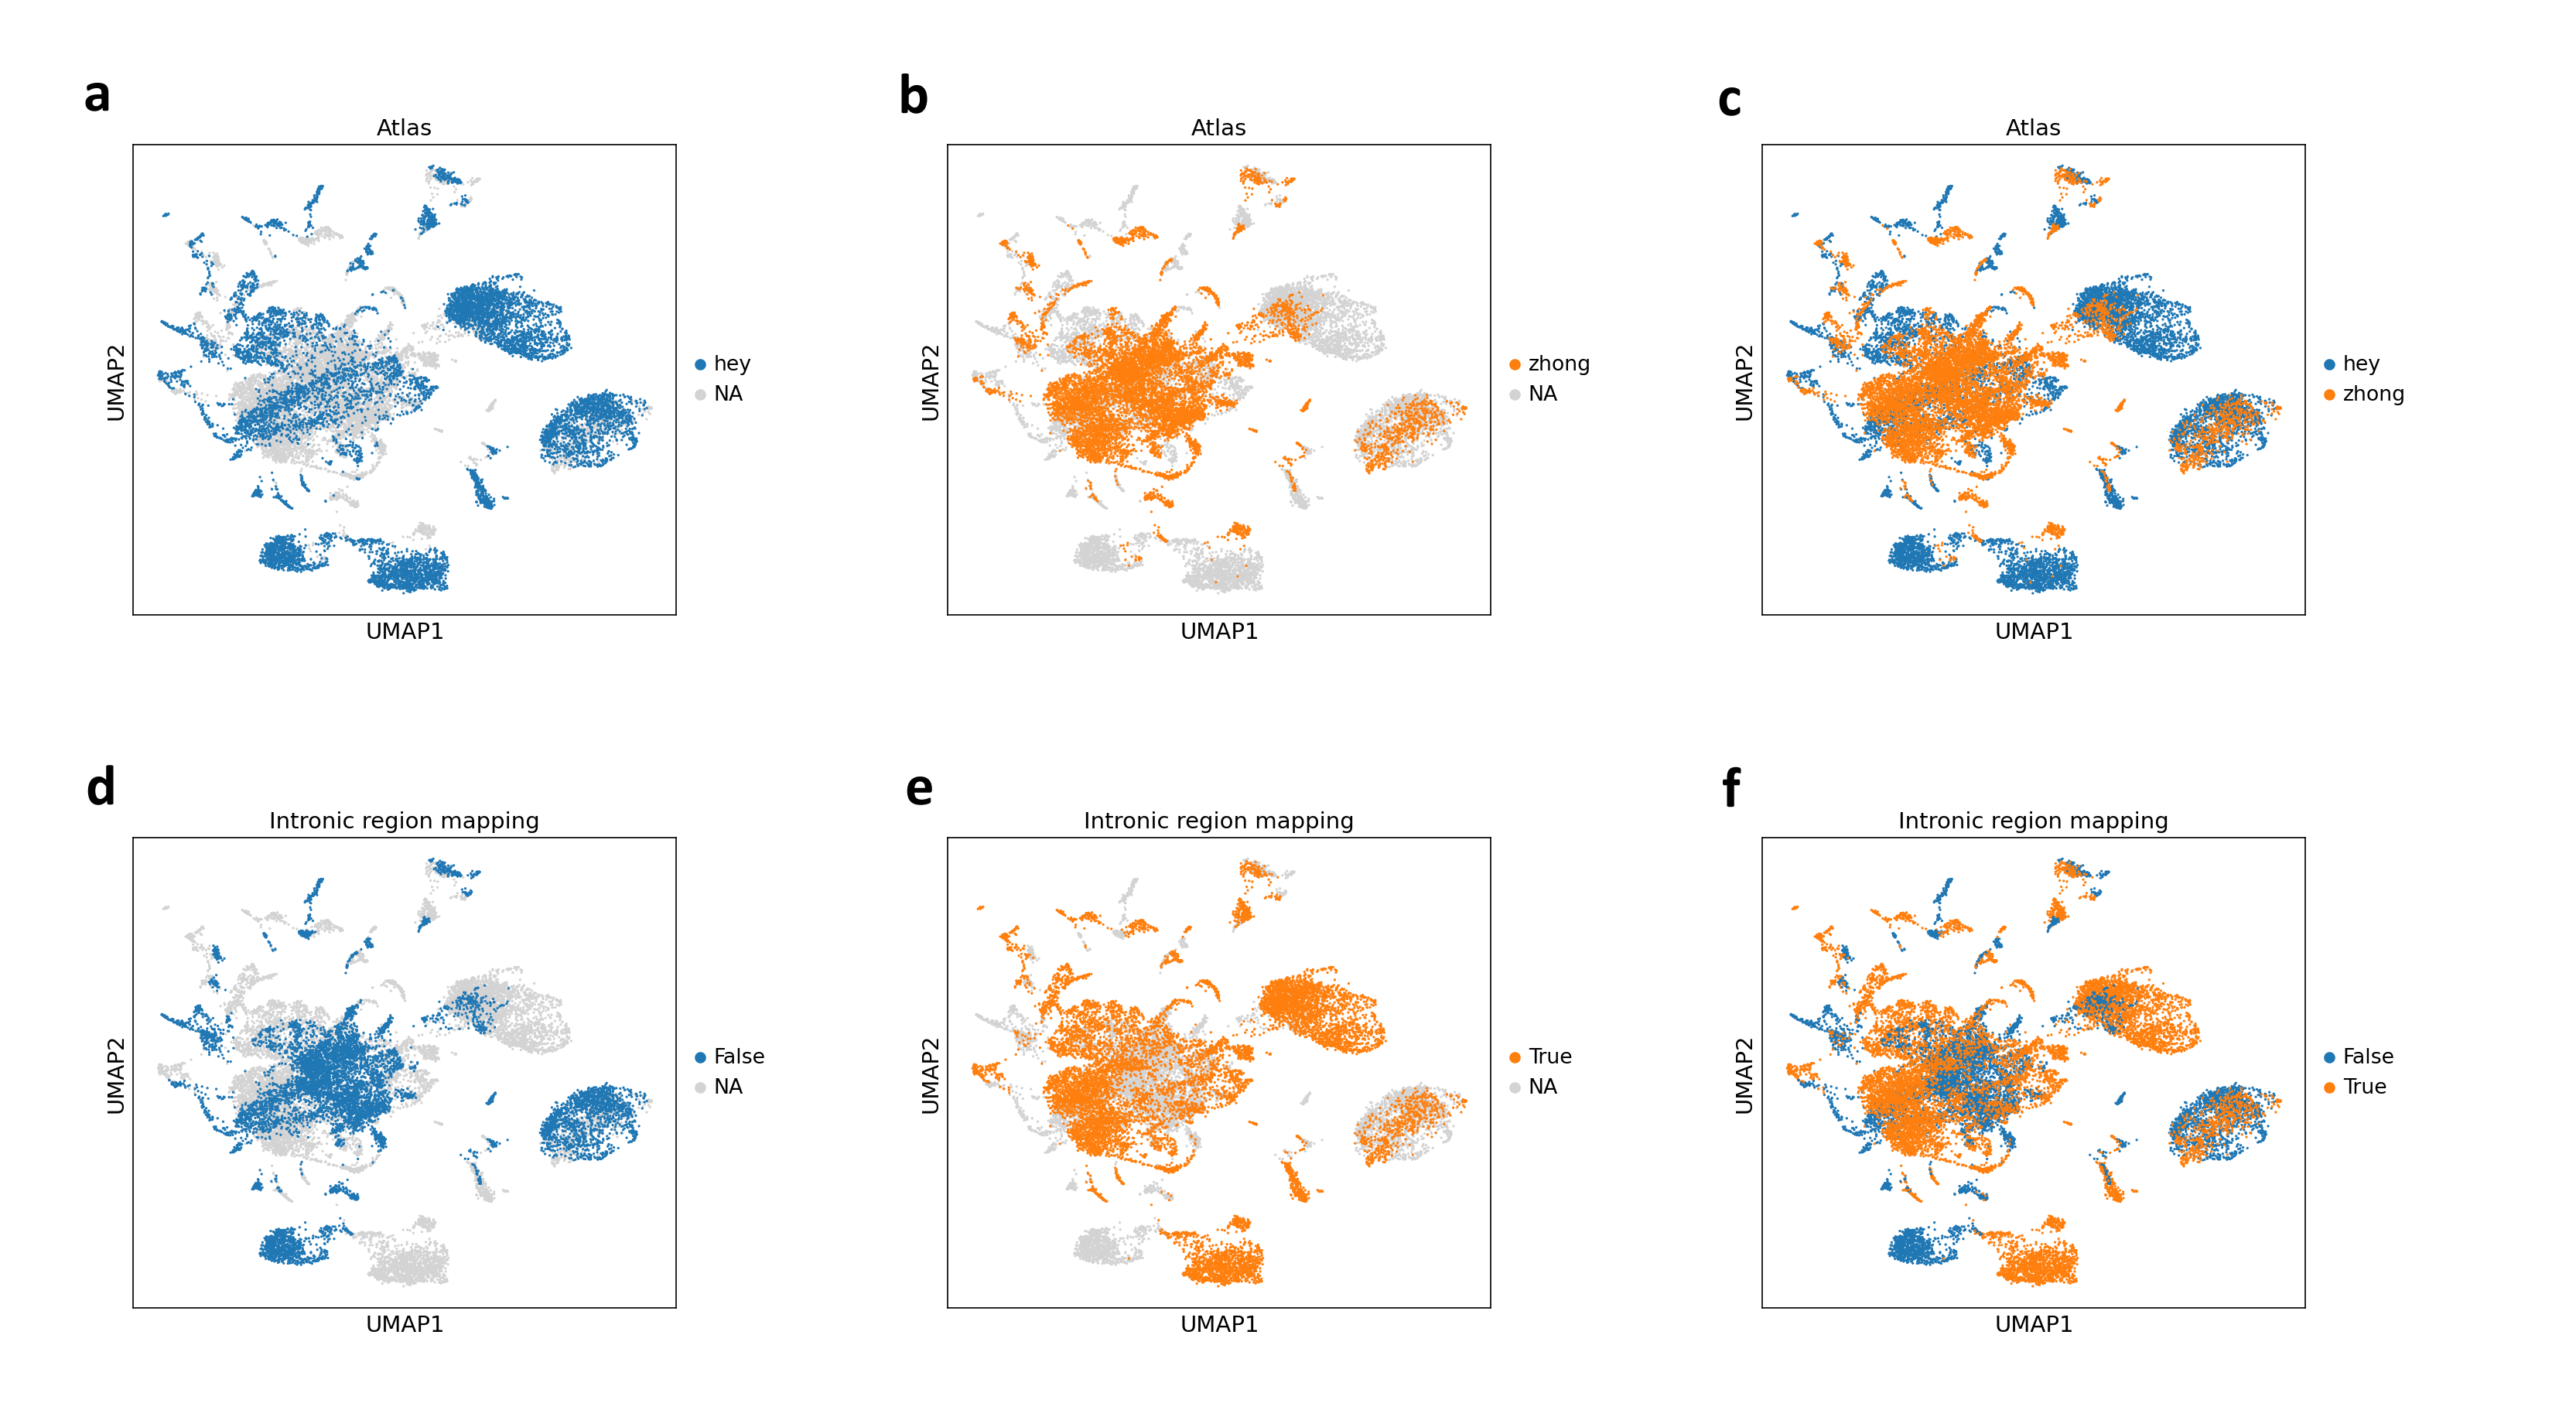 a
Atlas
UMAP2
UMAP1
hey
NA
b
Atlas
UMAP2
UMAP1
zhong
NA
c
Atlas
UMAP2
UMAP1
hey
zhong
d
Intronic region mapping
UMAP2
UMAP1
False
NA
e
Intronic region mapping
UMAP2
UMAP1
True
NA
f
Intronic region mapping
UMAP2
UMAP1
False
True